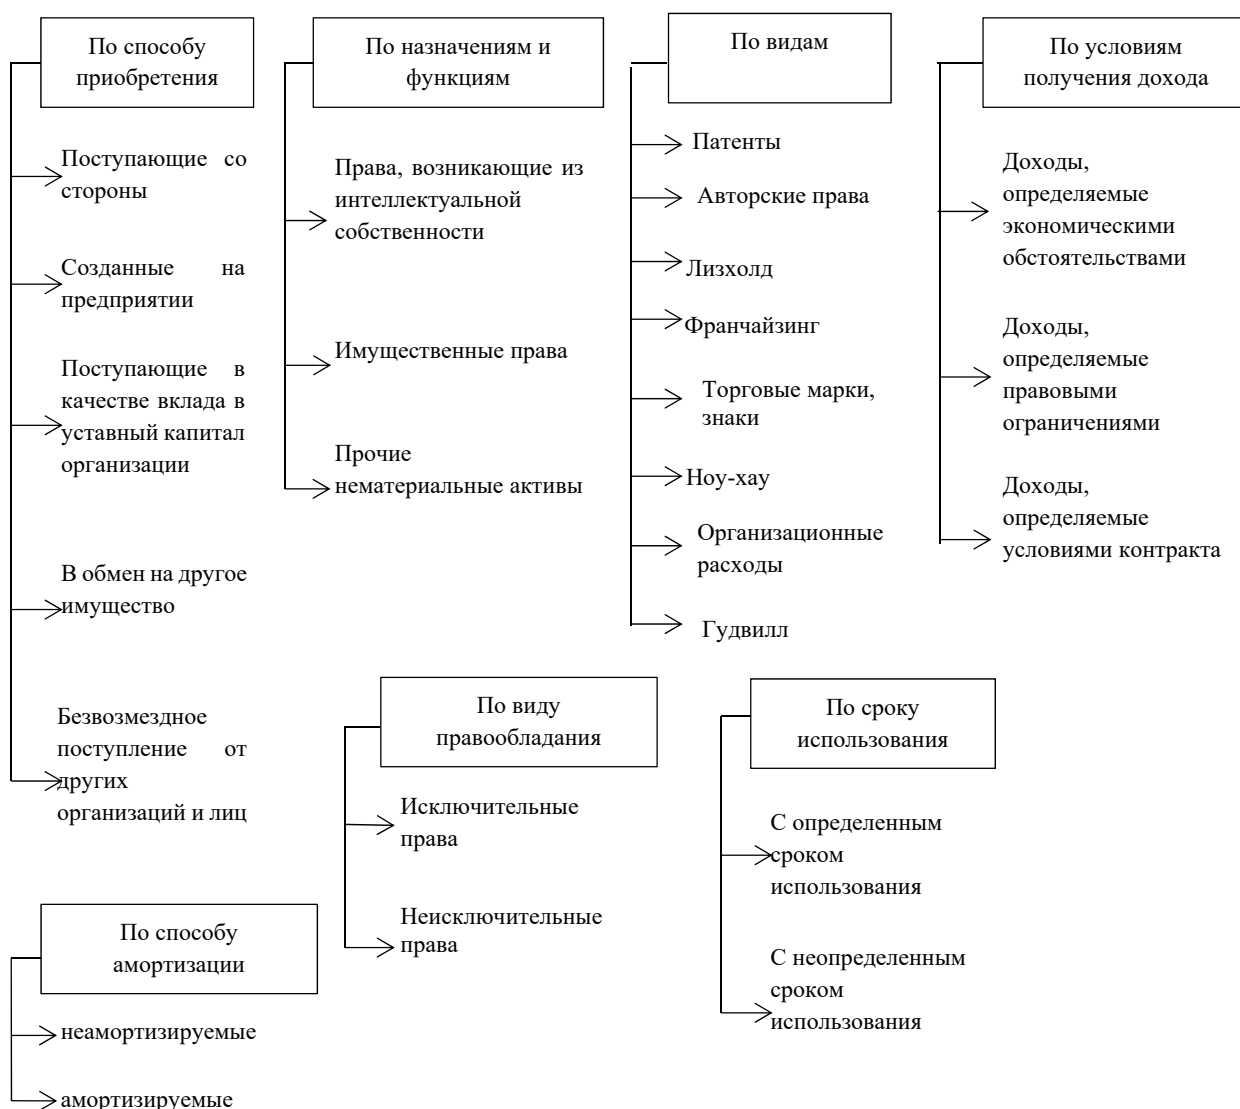 По способу
приобретения
Поступающие со
стороны
Созданные на
предприятии
Поступающие в
качестве вклада в
уставный капитал
организации
В обмен на другое
имущество
Безвозмездное
поступление от
других
организаций и лиц
По назначениям и
функциям
Права, возникающие из
интеллектуальной
собственности
Имущественные права
Прочие
нематериальные активы
По видам
Патенты
Авторские права
Лизхолд
Франчайзинг
Торговые марки,
знаки
Ноу-хау
Организационные
расходы
Гудвилл
По условиям
получения дохода
Доходы,
определяемые
экономическими
обстоятельствами
Доходы,
определяемые
правовыми
ограничениями
Доходы,
определяемые
условиями контракта
По виду
правообладания
Исключительные
права
Неисключительные
права
По сроку
использования
С определенным
сроком
использования
С неопределенным
сроком
использования
По способу
амортизации
неамортизируемые
амортизируемые